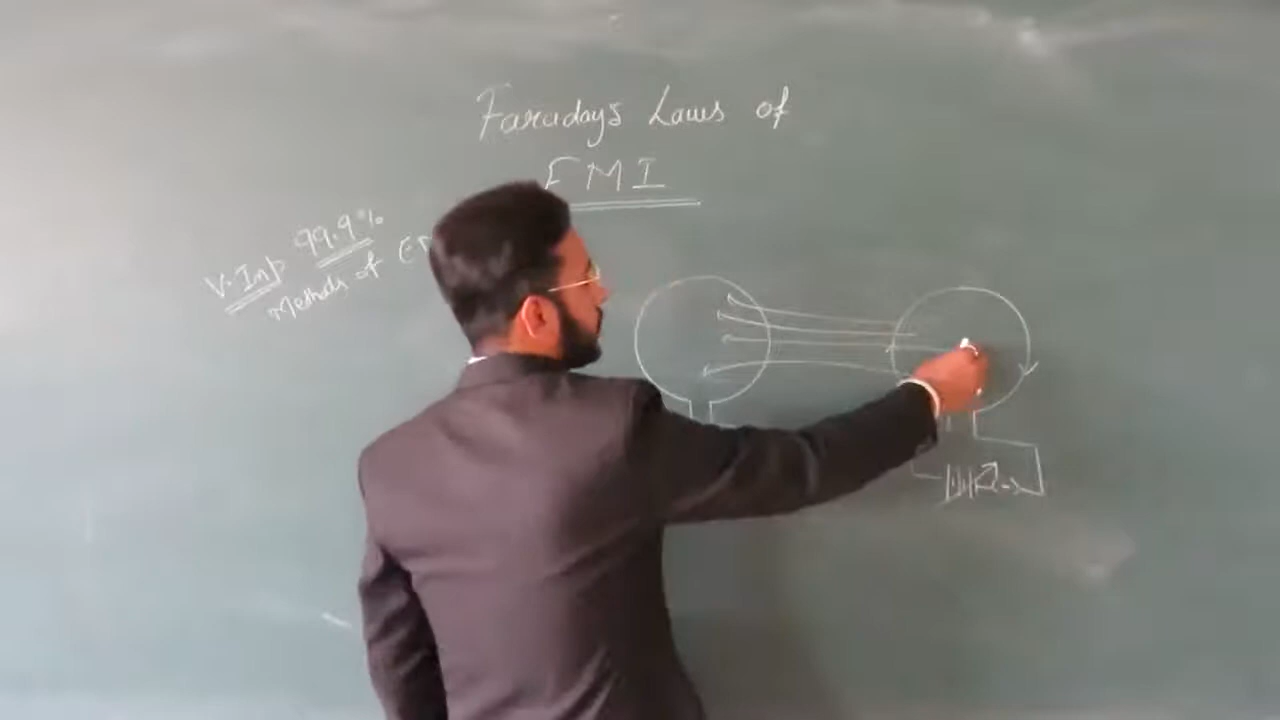 Faradays Laws of
EMI
V. Imp 99.9%
Methods of